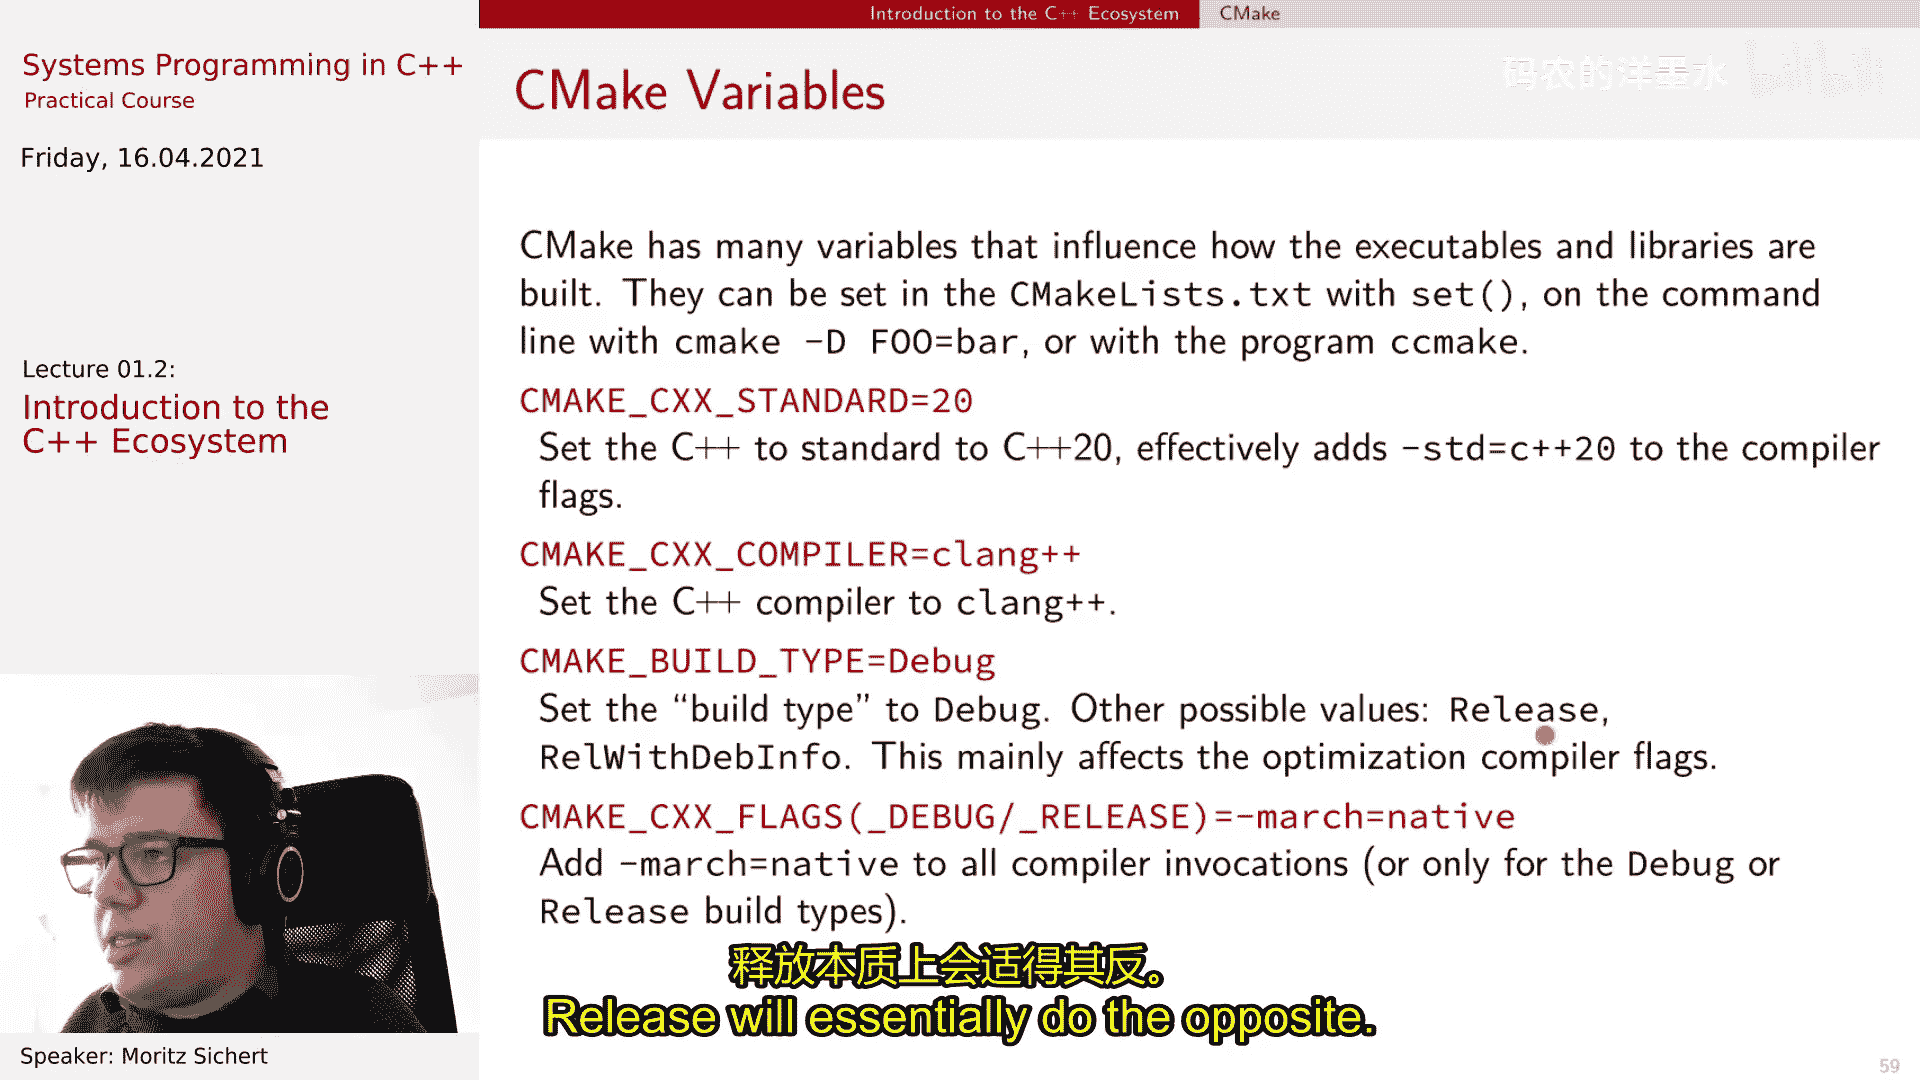 Introduction to the C++ Ecosystem
CMake
Systems Programming in C++
Practical Course
Friday, 16.04.2021
Lecture 01.2:
Introduction to the
C++ Ecosystem
Speaker: Moritz Sichert
CMake Variables
码农的洋墨水
CMake has many variables that influence how the executables and libraries are
built. They can be set in the CMakeLists.txt with set(), on the command
line with cmake -D FOO=bar, or with the program ccmake.
CMAKE_CXX_STANDARD=20
Set the C++ to standard to C++20, effectively adds -std=c++20 to the compiler
flags.
CMAKE_CXX_COMPILER=clang++
Set the C++ compiler to clang++.
CMAKE_BUILD_TYPE=Debug
Set the “build type” to Debug. Other possible values: Release,
RelWithDebInfo. This mainly affects the optimization compiler flags.
CMAKE_CXX_FLAGS(_DEBUG/_RELEASE)=-march=native
Add -march=native to all compiler invocations (or only for the Debug or
Release build types).
释放本质上会适得其反。
Release will essentially do the opposite.
59